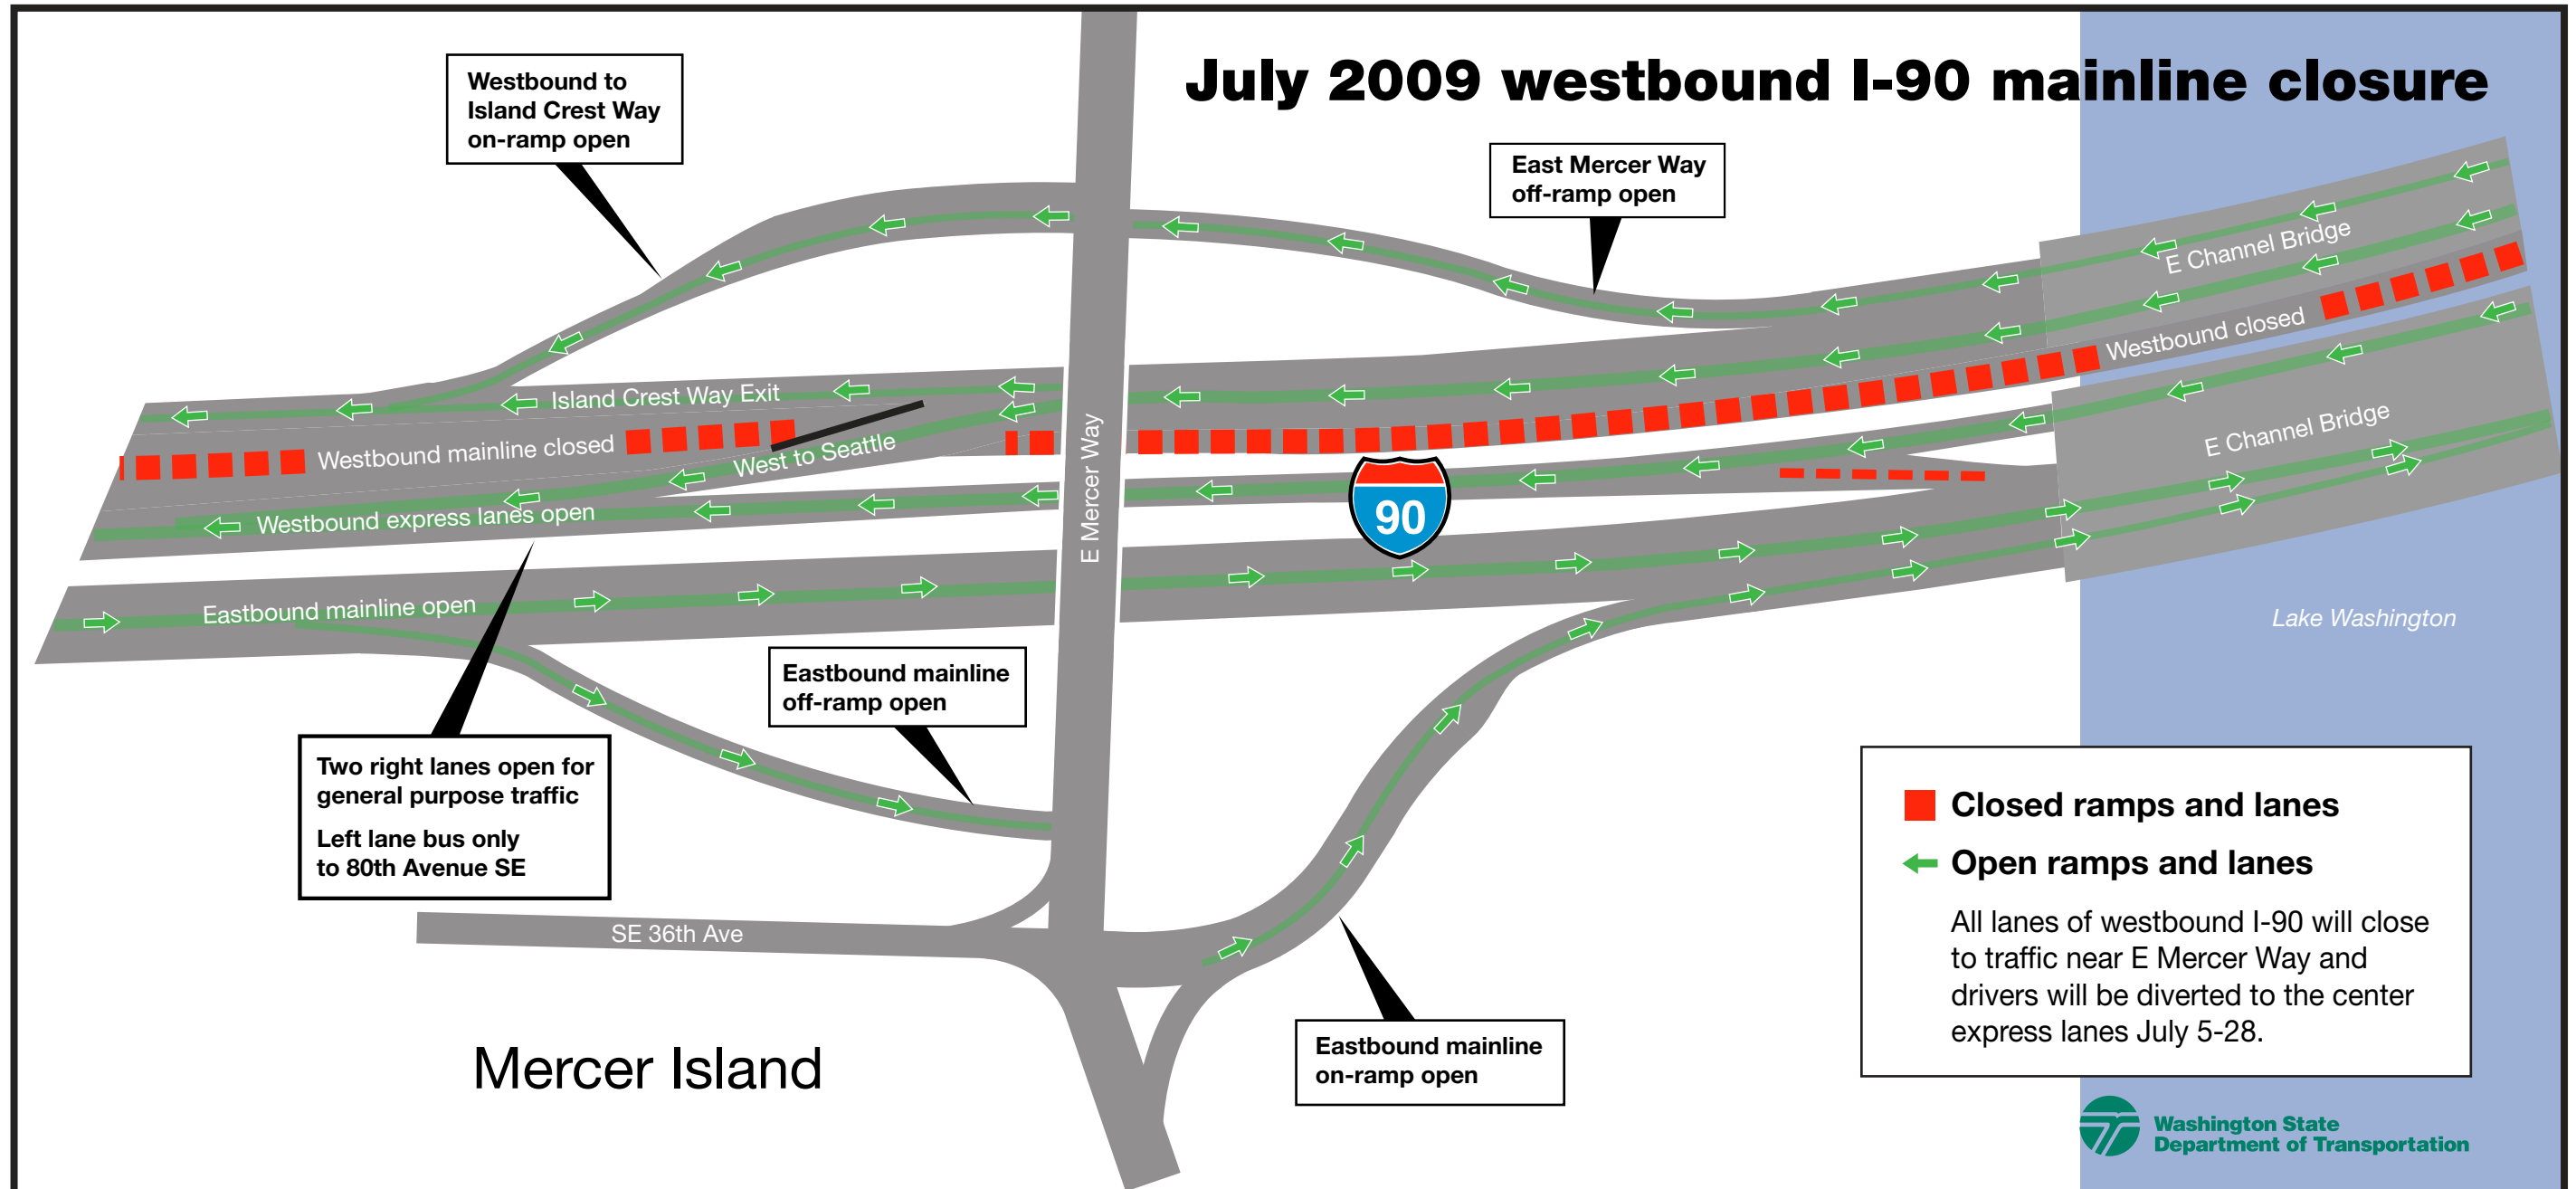 July 2009 westbound I-90 mainline closure
Westbound to
Island Crest Way
on-ramp open
East Mercer Way
off-ramp open
E Channel Bridge
Westbound closed
E Channel Bridge
Island Crest Way Exit
Westbound mainline closed
West to Seattle
Westbound express lanes open
E Mercer Way
90
Eastbound mainline open
Lake Washington
Eastbound mainline
off-ramp open
Two right lanes open for
general purpose traffic
Left lane bus only
to 80th Avenue SE
SE 36th Ave
Mercer Island
Eastbound mainline
on-ramp open
Closed ramps and lanes
Open ramps and lanes
All lanes of westbound I-90 will close
to traffic near E Mercer Way and
drivers will be diverted to the center
express lanes July 5-28.
Washington State
Department of Transportation